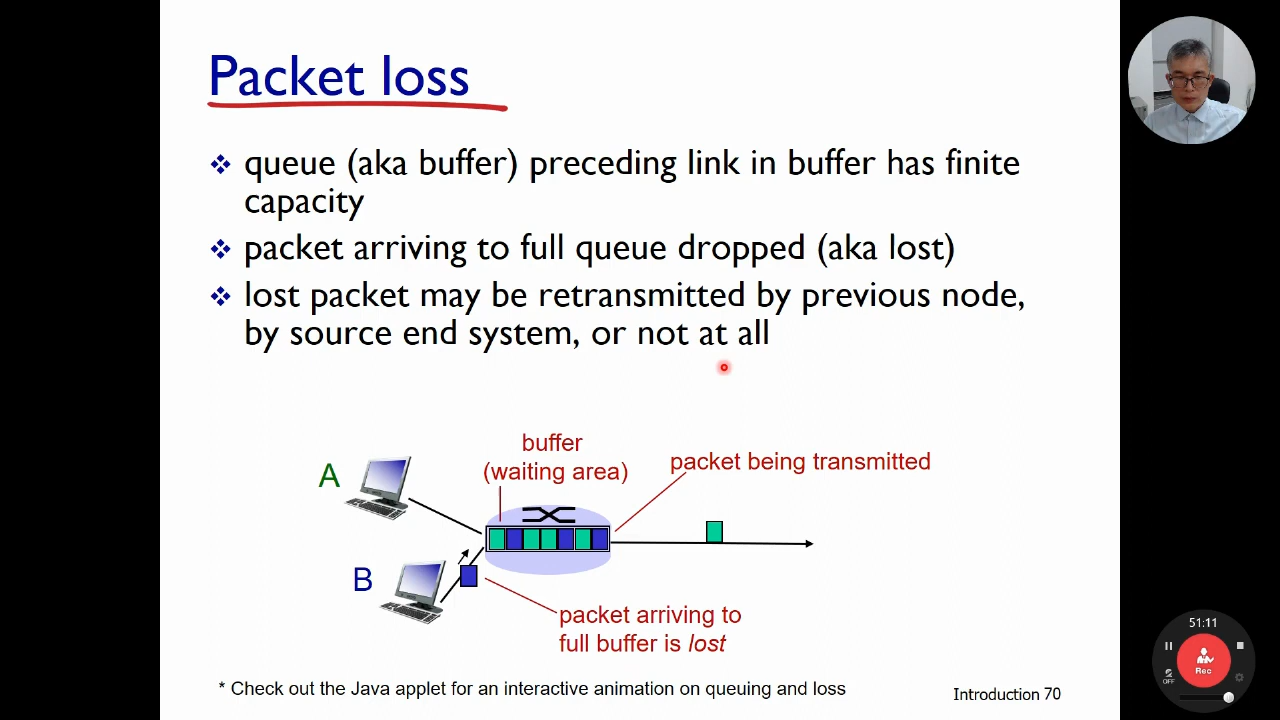 Packet loss
❖ queue (aka buffer) preceding link in buffer has finite
capacity
❖ packet arriving to full queue dropped (aka lost)
❖ lost packet may be retransmitted by previous node,
by source end system, or not at all
buffer
(waiting area)
packet being transmitted
A
B
packet arriving to
full buffer is lost
* Check out the Java applet for an interactive animation on queuing and loss
Introduction 70
51:11
Rec
OFF